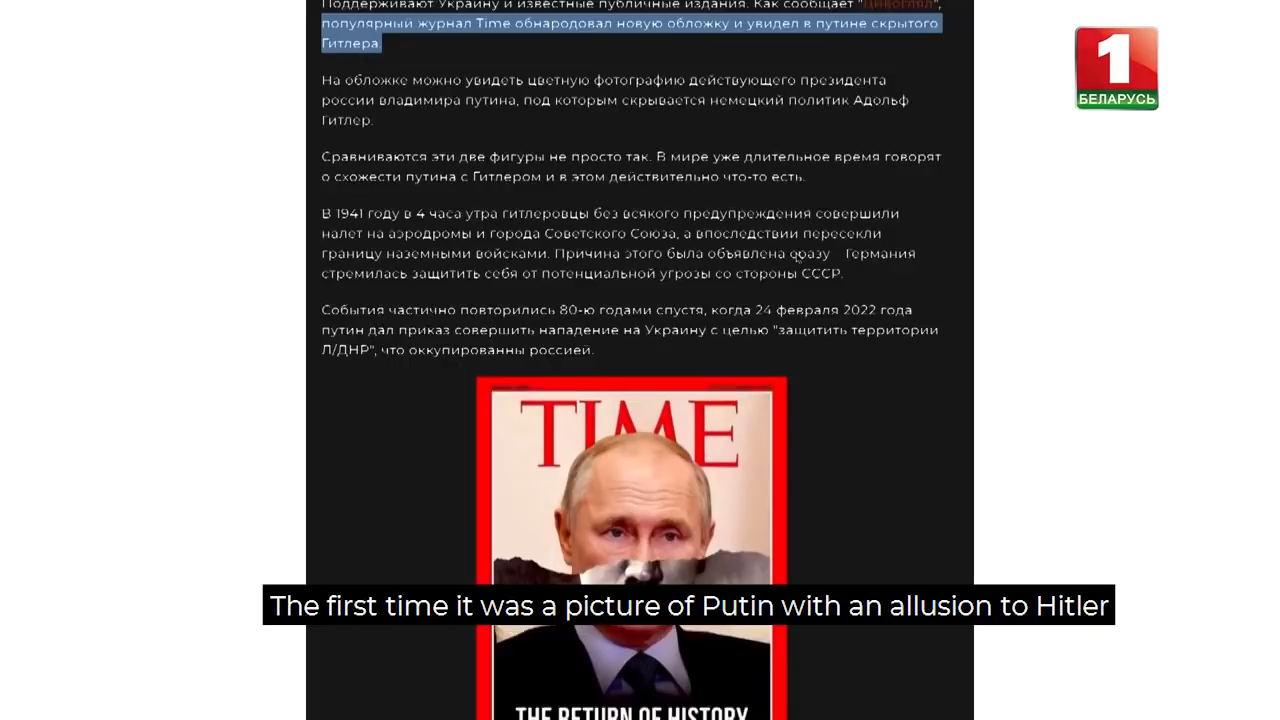 Поддерживают Украину и известные публичные издания. Как сообщает "Дивогляд",
популярный журнал Time обнародовал новую обложку и увидел в путине скрытого
Гитлера.
На обложке можно увидеть цветную фотографию действующего президента
россии владимира путина, под которым скрывается немецкий политик Адольф
Гитлер.
Сравниваются эти две фигуры не просто так. В мире уже длительное время говорят
о схожести путина с Гитлером и в этом действительно что-то есть.
В 1941 году в 4 часа утра гитлеровцы без всякого предупреждения совершили
налет на аэродромы и города Советского Союза, а впоследствии пересекли
границу наземными войсками. Причина этого была объявлена сразу Германия
стремилась защитить себя от потенциальной угрозы со стороны СССР.
События частично повторились 80-ю годами спустя, когда 24 февраля 2022 года
путин дал приказ совершить нападение на Украину с целью "защитить территории
Л/ДНР", что оккупированны россией.
TIME
The first time it was a picture of Putin with an allusion to Hitler
THE RETURN OF HISTORY
1
БЕЛАРУСЬ